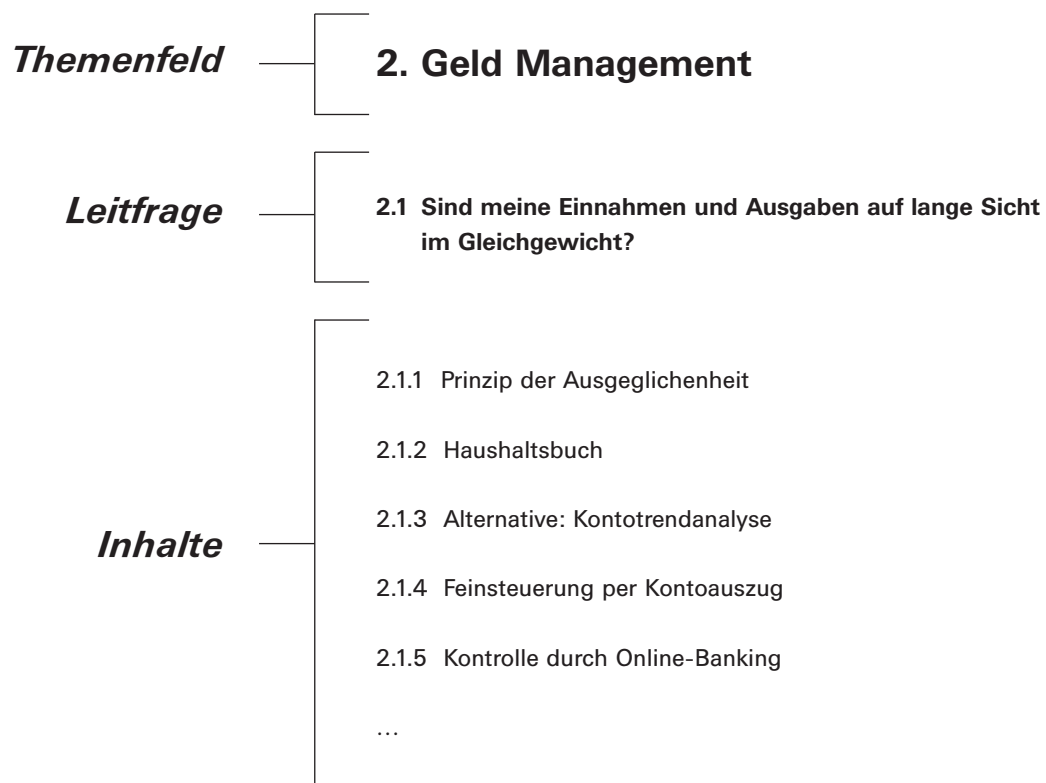 Themenfeld
2. Geld Management
Leitfrage
2.1 Sind meine Einnahmen und Ausgaben auf lange Sicht
im Gleichgewicht?
Inhalte
2.1.1 Prinzip der Ausgeglichenheit
2.1.2 Haushaltsbuch
2.1.3 Alternative: Kontotrendanalyse
2.1.4 Feinsteuerung per Kontoauszug
2.1.5 Kontrolle durch Online-Banking
…